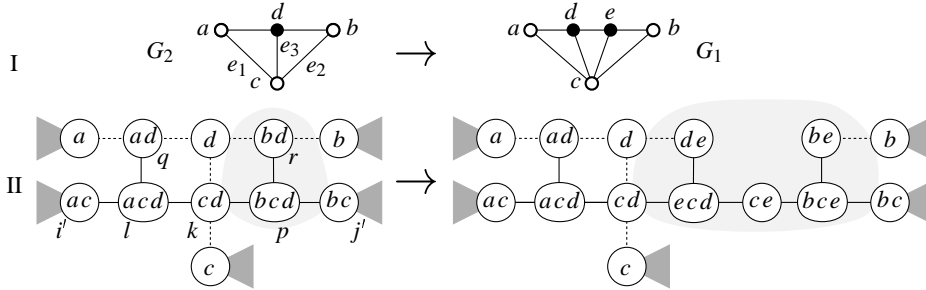 d d e
a b a b
I G₂ e₃ G₁
e₁ c e₂ c
a ad d bd b a ad d de be b
q r
II ac acd cd bcd bc ac acd cd ecd ce bce bc
i' l k p j'
c c